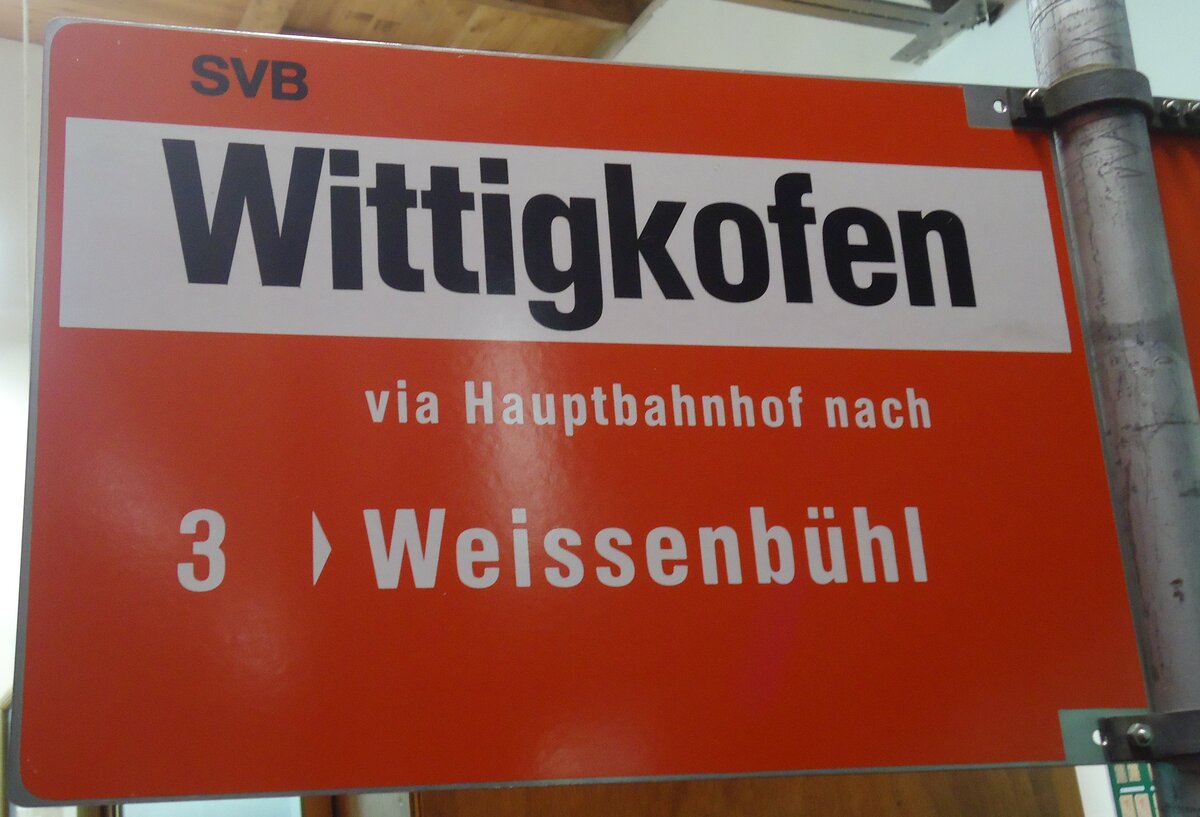 SVB
Wittigkofen
via Hauptbahnhof nach
3 Weissenbühl